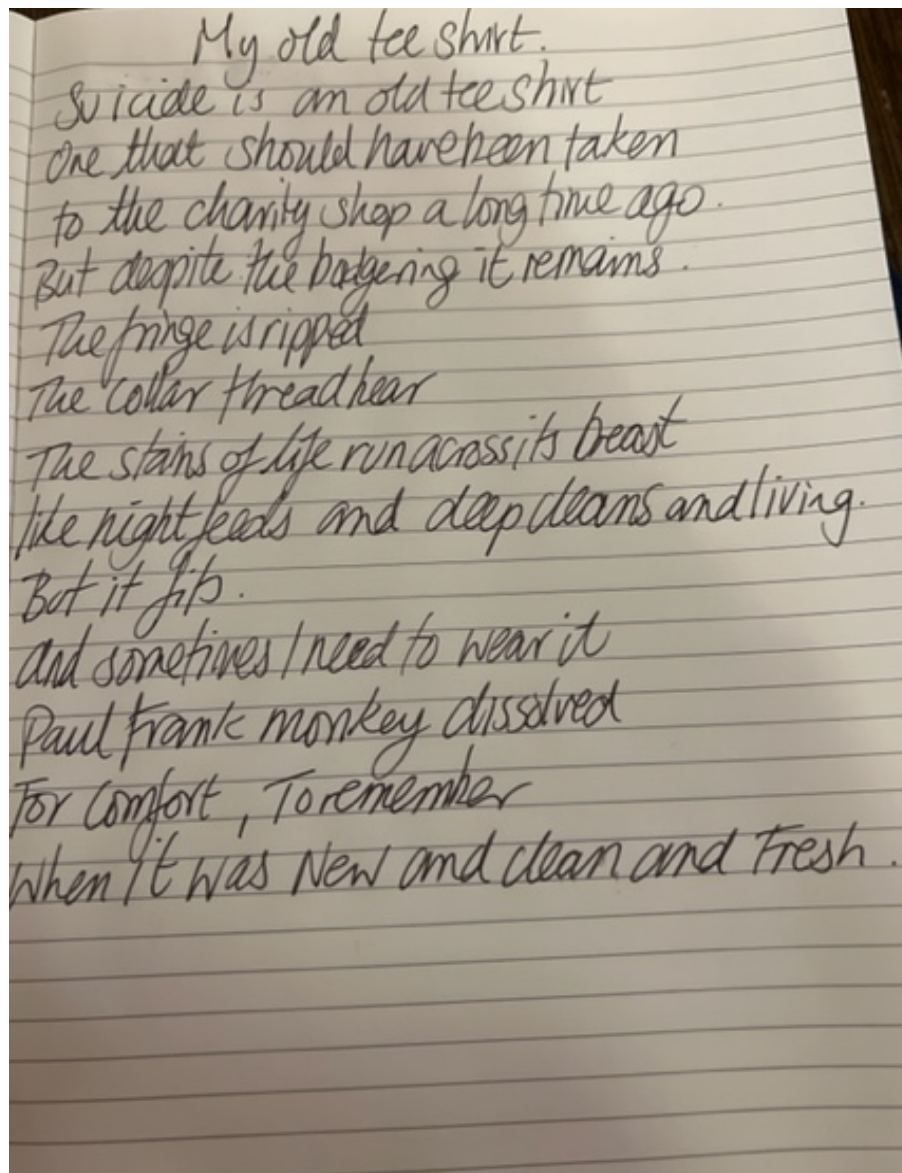 My old tee shirt.
Suicide is an old tee shirt
One that should have been taken
to the charity shop a long time ago.
But despite the badgering it remains.
The fringe is ripped
The collar threadbear
The stains of life run across its breast
like night feeds and deep cleans and living.
But it fits.
and sometimes I need to wear it
Paul Frank monkey dissolved
For comfort, To remember
When it was New and clean and Fresh.